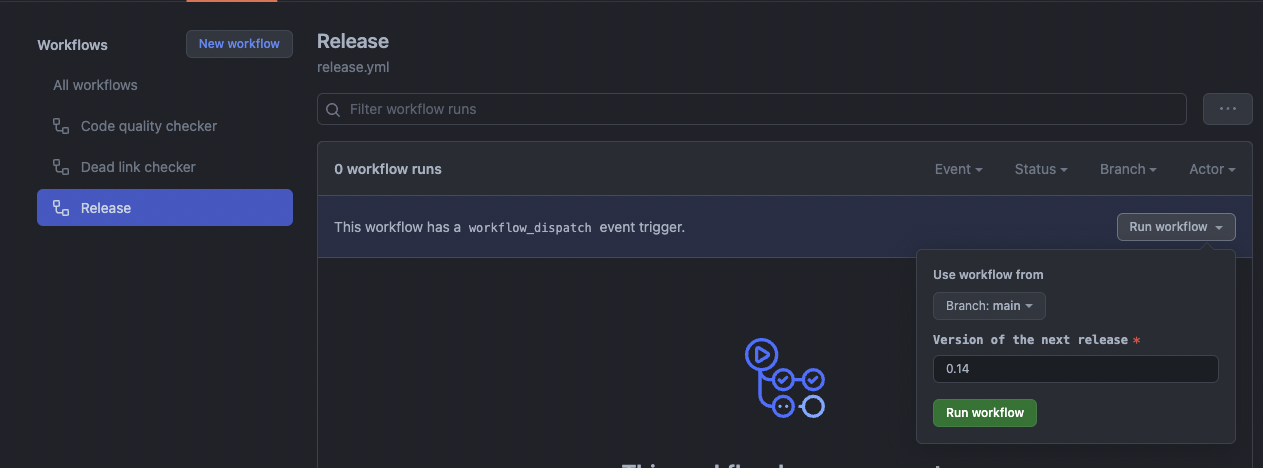 Workflows
New workflow
All workflows
Code quality checker
Dead link checker
Release
Release
release.yml
Filter workflow runs
0 workflow runs
Event
Status
Branch
Actor
This workflow has a workflow_dispatch event trigger.
Run workflow
Use workflow from
Branch: main
Version of the next release *
0.14
Run workflow